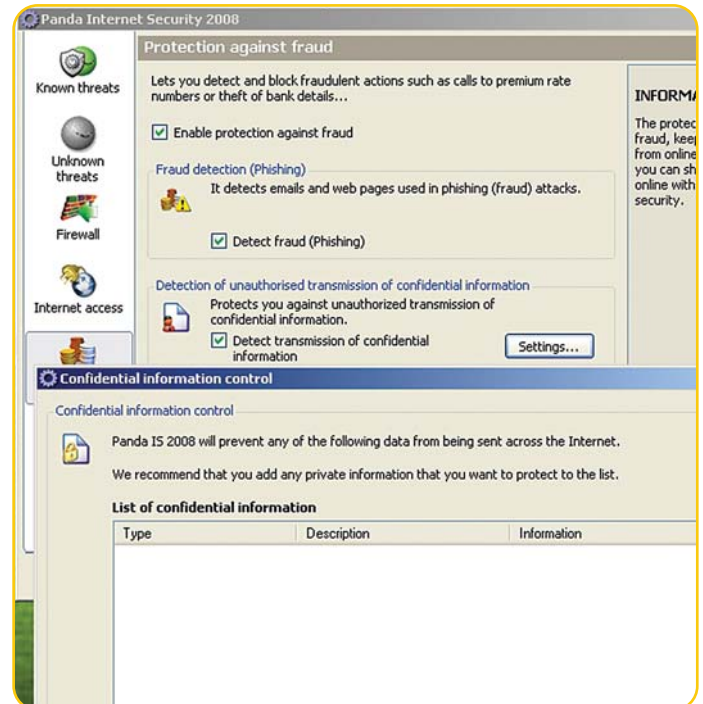 Panda Internet Security 2008
Protection against fraud
Known threats
Unknown
threats
Firewall
Internet access
Lets you detect and block fraudulent actions such as calls to premium rate
numbers or theft of bank details...
Enable protection against fraud
Fraud detection (Phishing)
It detects emails and web pages used in phishing (fraud) attacks.
Detect fraud (Phishing)
Detection of unauthorised transmission of confidential information
Protects you against unauthorized transmission of
confidential information.
Detect transmission of confidential
information
Settings...
The
fraud,
from online
you can
online with
security.
Confidential information control
Confidential information control
Panda IS 2008 will prevent any of the following data from being sent across the Internet.
We recommend that you add any private information that you want to protect to the list.
List of confidential information
Type Description Information